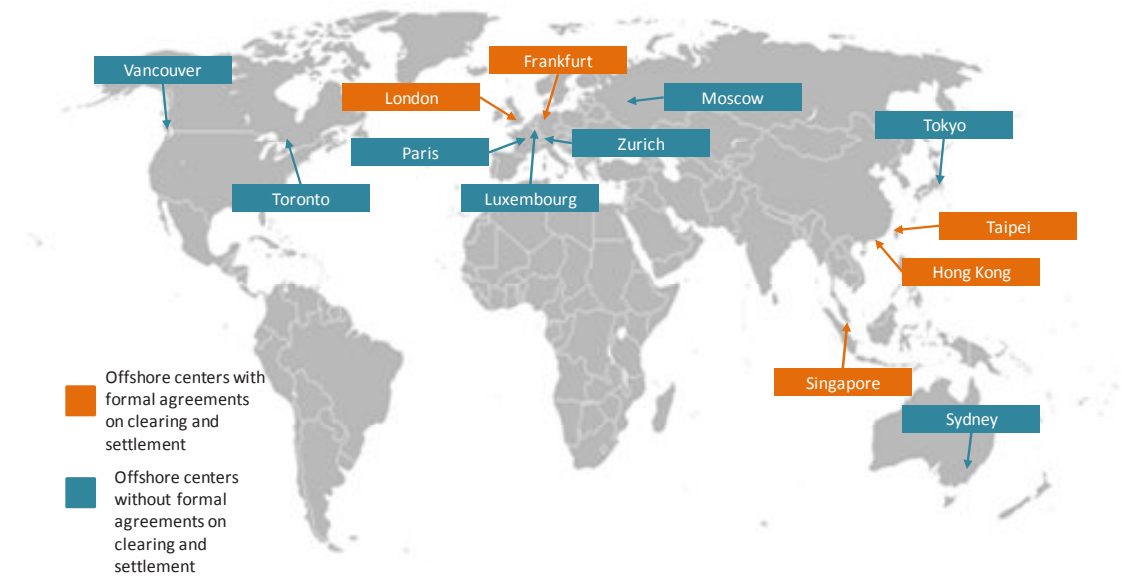 Frankfurt
Vancouver
London
Moscow
Tokyo
Paris
Zurich
Toronto
Luxembourg
Taipei
Hong Kong
Singapore
Sydney
Offshore centers with
formal agreements
on clearing and
settlement
Offshore centers
without formal
agreements on
clearing and
settlement